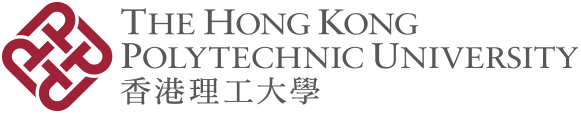 THE HONG KONG
POLYTECHNIC UNIVERSITY
香港理工大學